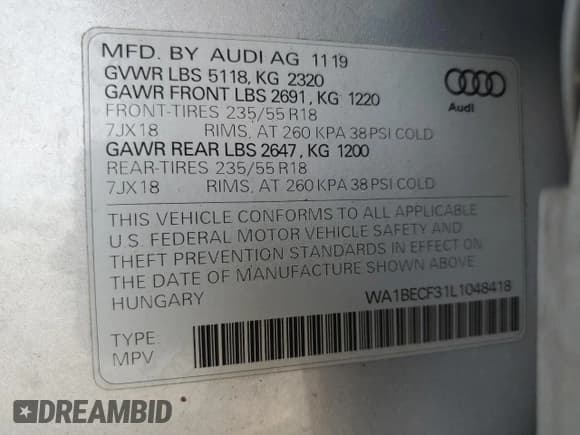 MFD. BY AUDI AG 11 19
GVWR LBS 5118, KG 2320
GAWR FRONT LBS 2691, KG 1220
FRONT-TIRES 235/55 R18
7JX18 RIMS, AT 260 KPA 38 PSI COLD
GAWR REAR LBS 2647, KG 1200
REAR-TIRES 235/55 R18
7JX18 RIMS, AT 260 KPA 38 PSI COLD
Audi
THIS VEHICLE CONFORMS TO ALL APPLICABLE
U.S. FEDERAL MOTOR VEHICLE SAFETY AND
THEFT PREVENTION STANDARDS IN EFFECT ON
THE DATE OF MANUFACTURE SHOWN ABOVE
HUNGARY WA1BECF31L1048418
TYPE:
MPV
DREAMBID